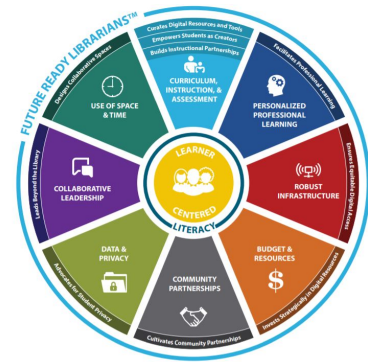 FUTURE READY LIBRARIANS™
Curates Digital Resources and Tools
Empowers Students as Creators
Builds Instructional Partnerships
CURRICULUM,
INSTRUCTION, &
ASSESSMENT
Facilitates Professional Learning
PERSONALIZED
PROFESSIONAL
LEARNING
Ensures Equitable Digital Access
ROBUST
INFRASTRUCTURE
Invests Strategically in Digital Resources
BUDGET &
RESOURCES
$
Cultivates Community Partnerships
COMMUNITY
PARTNERSHIPS
Advocates for Student Privacy
DATA &
PRIVACY
Leads Beyond the Library
COLLABORATIVE
LEADERSHIP
Designs Collaborative Spaces
USE OF SPACE
& TIME
LEARNER
CENTERED
LITERACY